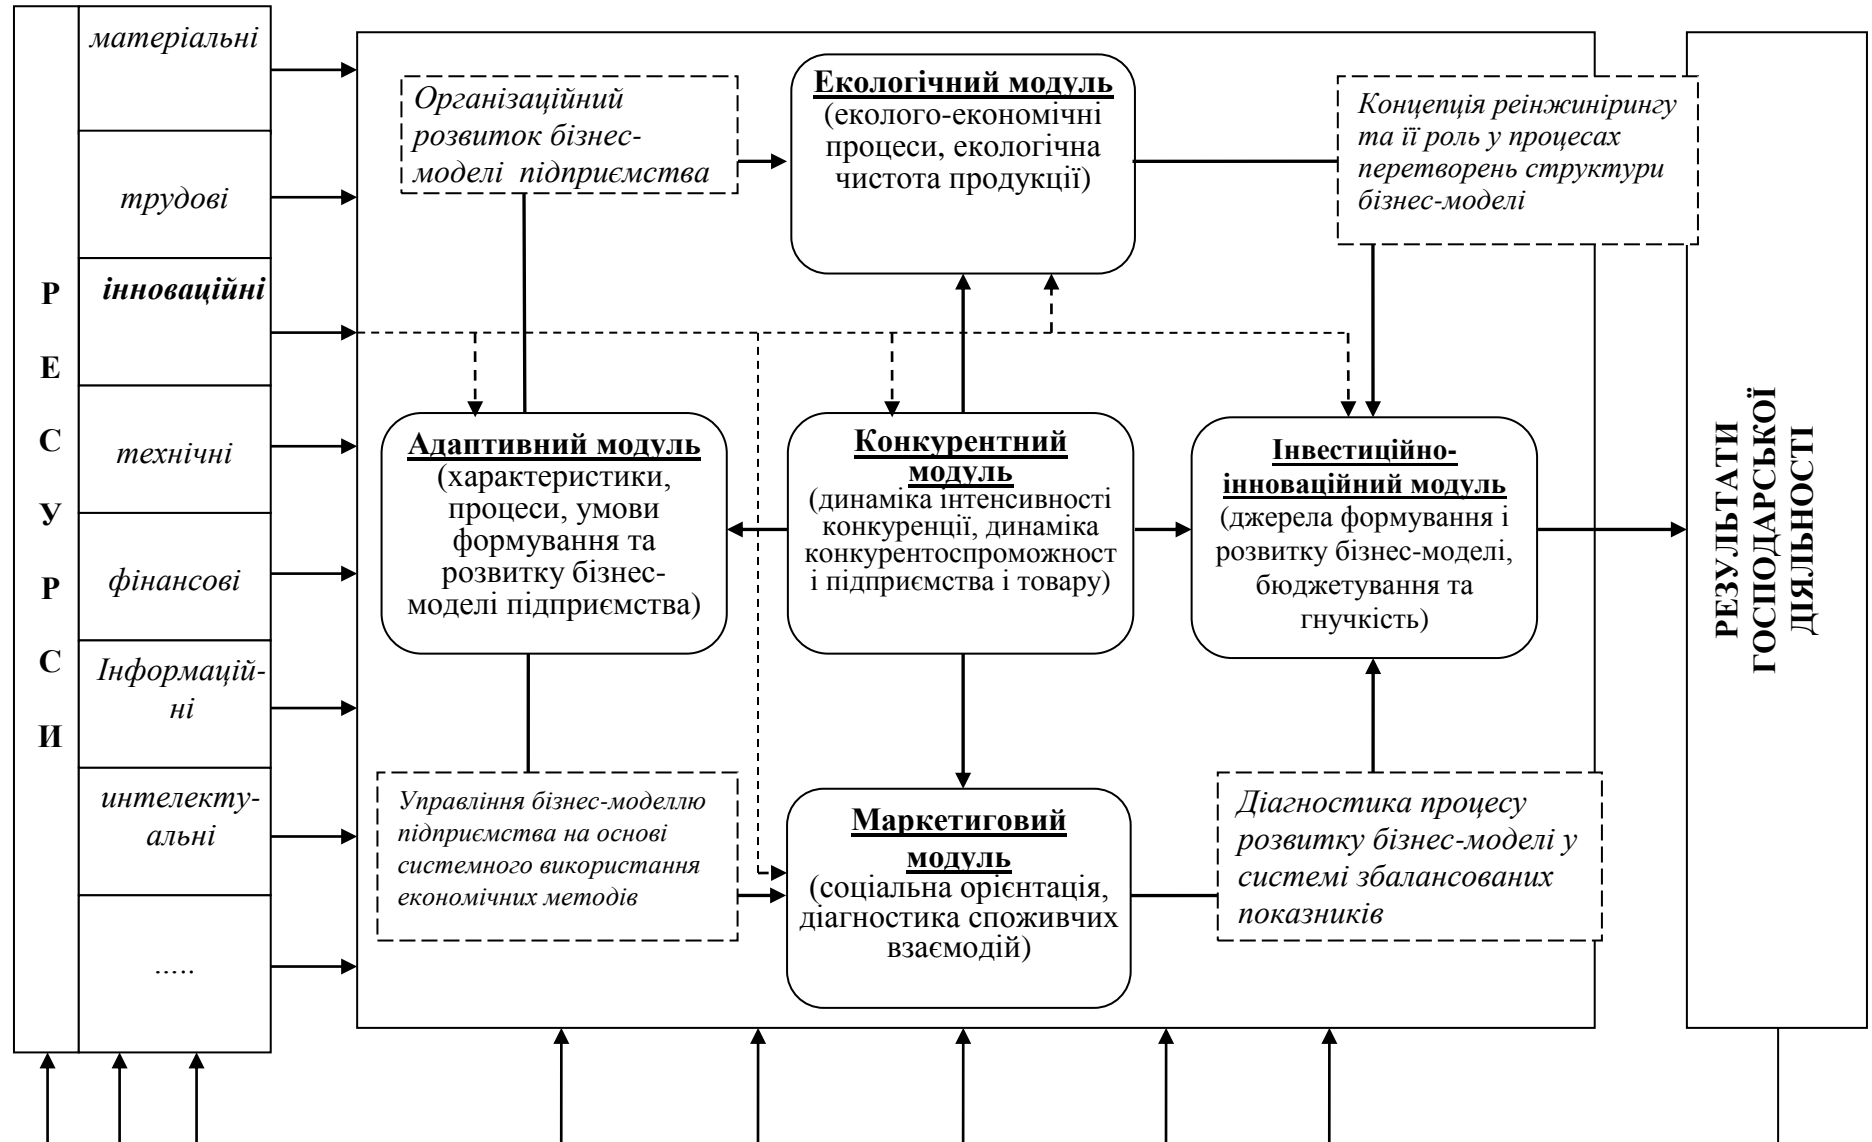 Р
Е
С
У
Р
С
И
матеріальні
трудові
інноваційні
технічні
фінансові
Інформацій-
ні
интелекту-
альні
.....
Організаційний
розвиток бізнес-
моделі підприємства
Екологічний модуль
(еколого-економічні
процеси, екологічна
чистота продукції)
Концепція реінжинірингу
та її роль у процесах
перетворень структури
бізнес-моделі
Адаптивний модуль
(характеристики,
процеси, умови
формування та
розвитку бізнес-
моделі підприємства)
Конкурентний
модуль
(динаміка інтенсивності
конкуренції, динаміка
конкурентоспроможност
і підприємства і товару)
Інвестиційно-
інноваційний модуль
(джерела формування і
розвитку бізнес-моделі,
бюджетування та
гнучкість)
Управління бізнес-моделлю
підприємства на основі
системного використання
економічних методів
Маркетиговий
модуль
(соціальна орієнтація,
діагностика споживчих
взаємодій)
Діагностика процесу
розвитку бізнес-моделі у
системі збалансованих
показників
РЕЗУЛЬТАТИ
ГОСПОДАРСЬКОЇ
ДІЯЛЬНОСТІ